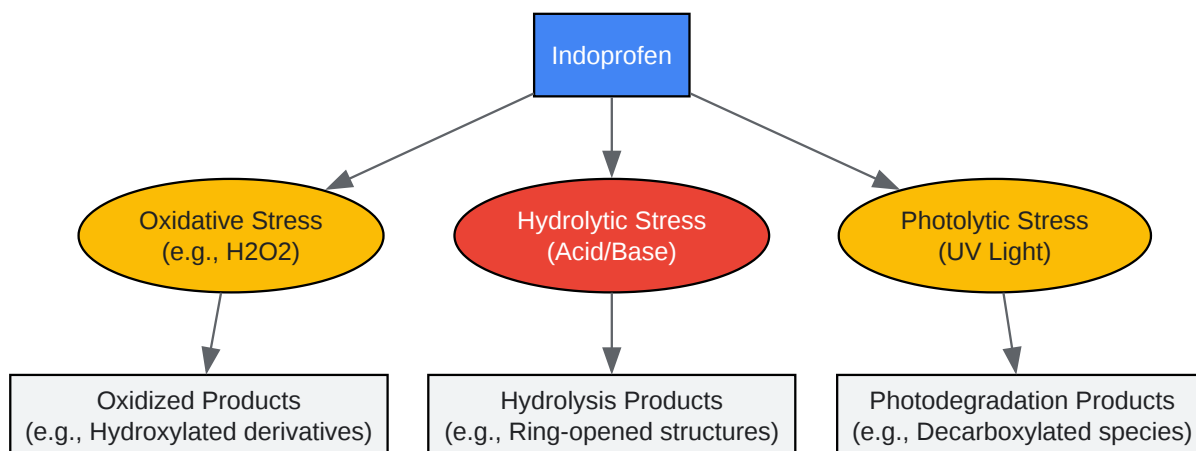 Indoprofen
Oxidative Stress
(e.g., H2O2)
Hydrolytic Stress
(Acid/Base)
Photolytic Stress
(UV Light)
Oxidized Products
(e.g., Hydroxylated derivatives)
Hydrolysis Products
(e.g., Ring-opened structures)
Photodegradation Products
(e.g., Decarboxylated species)